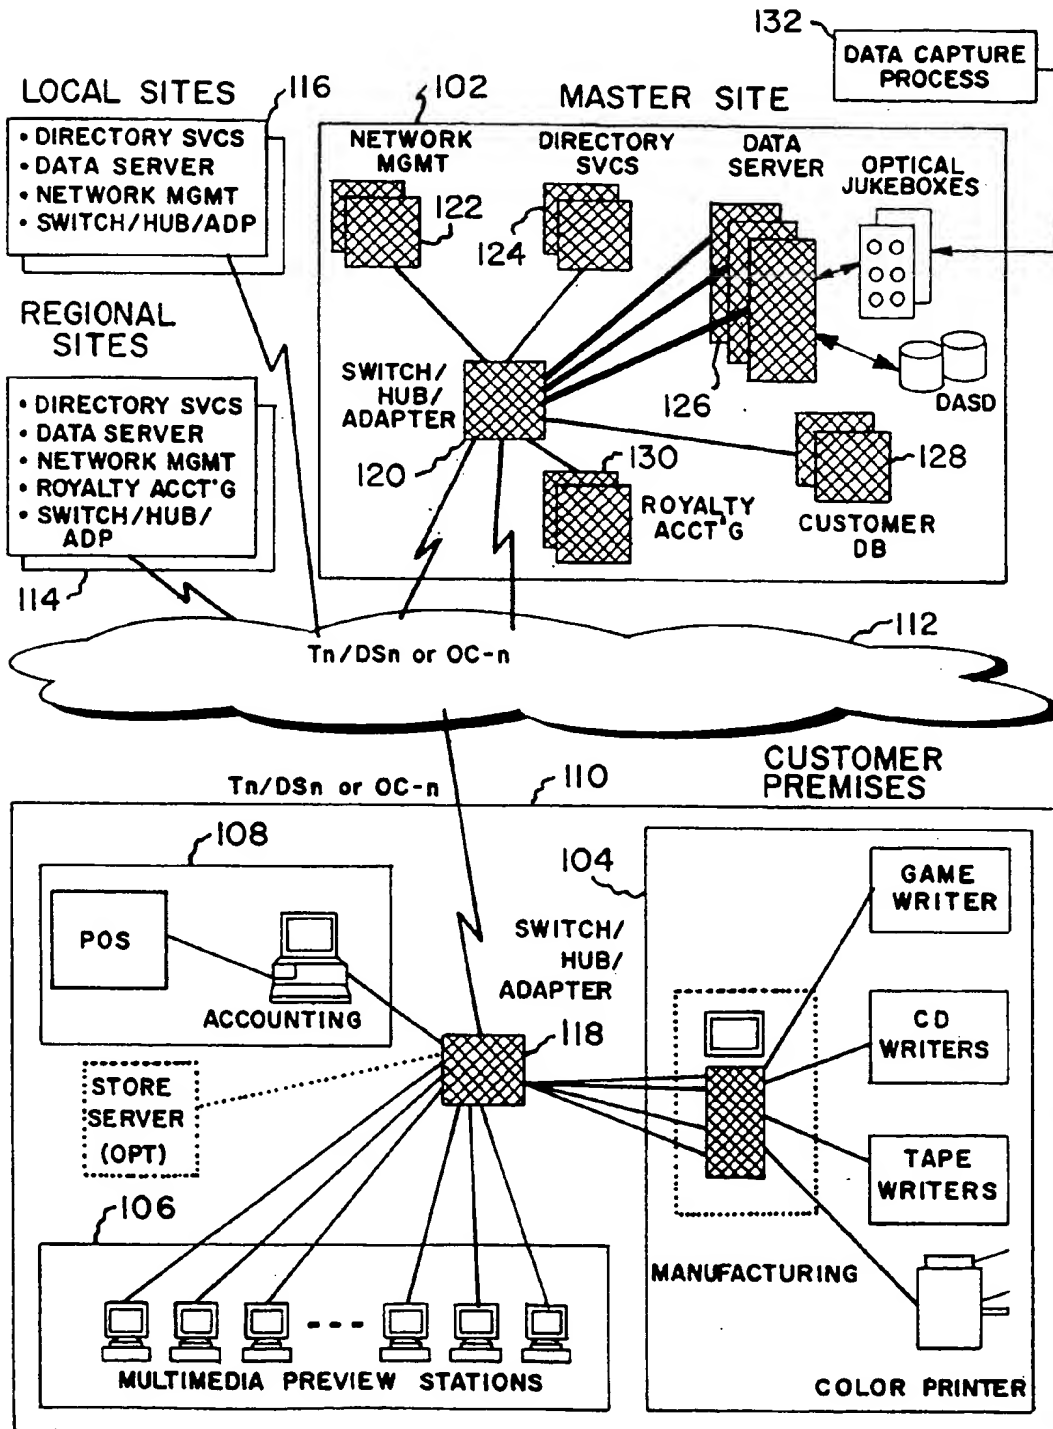 132
DATA CAPTURE
PROCESS
LOCAL SITES
116
• DIRECTORY SVCS
• DATA SERVER
• NETWORK MGMT
• SWITCH/HUB/ADP
102
MASTER SITE
NETWORK
MGMT
122
DIRECTORY
SVCS
124
DATA
SERVER
126
OPTICAL
JUKEBOXES
DASD
REGIONAL
SITES
• DIRECTORY SVCS
• DATA SERVER
• NETWORK MGMT
• ROYALTY ACCT'G
• SWITCH/HUB/
ADP
114
SWITCH/
HUB/
ADAPTER
120
130
ROYALTY
ACCT'G
128
CUSTOMER
DB
112
Tn/DSn or OC-n
Tn/DSn or OC-n
110
CUSTOMER
PREMISES
108
POS
ACCOUNTING
SWITCH/
HUB/
ADAPTER
118
STORE
SERVER
(OPT)
106
MULTIMEDIA PREVIEW STATIONS
104
GAME
WRITER
CD
WRITERS
TAPE
WRITERS
MANUFACTURING
COLOR PRINTER